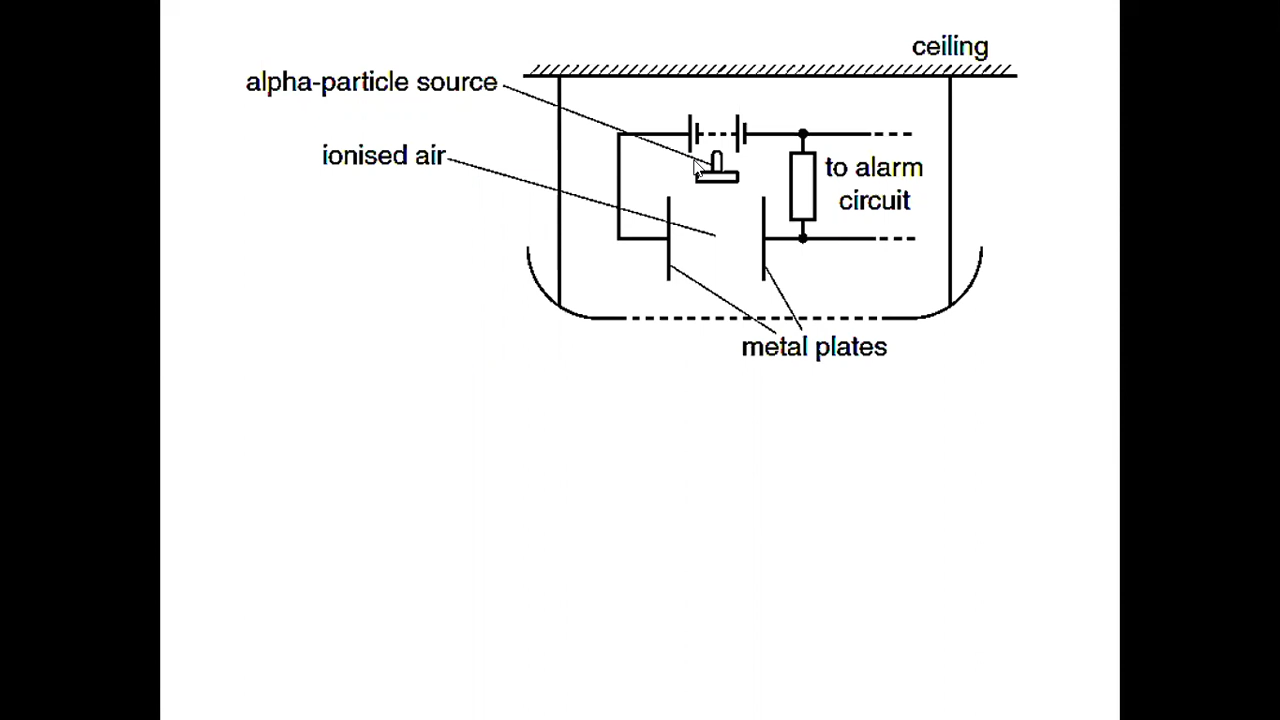 ceiling
alpha-particle source
ionised air
to alarm
circuit
metal plates